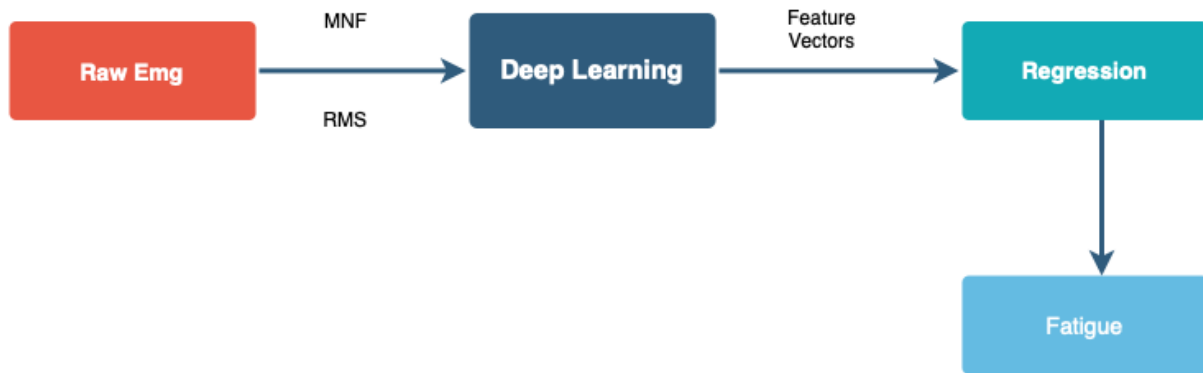 MNF
Raw Emg
RMS
Deep Learning
Feature
Vectors
Regression
Fatigue